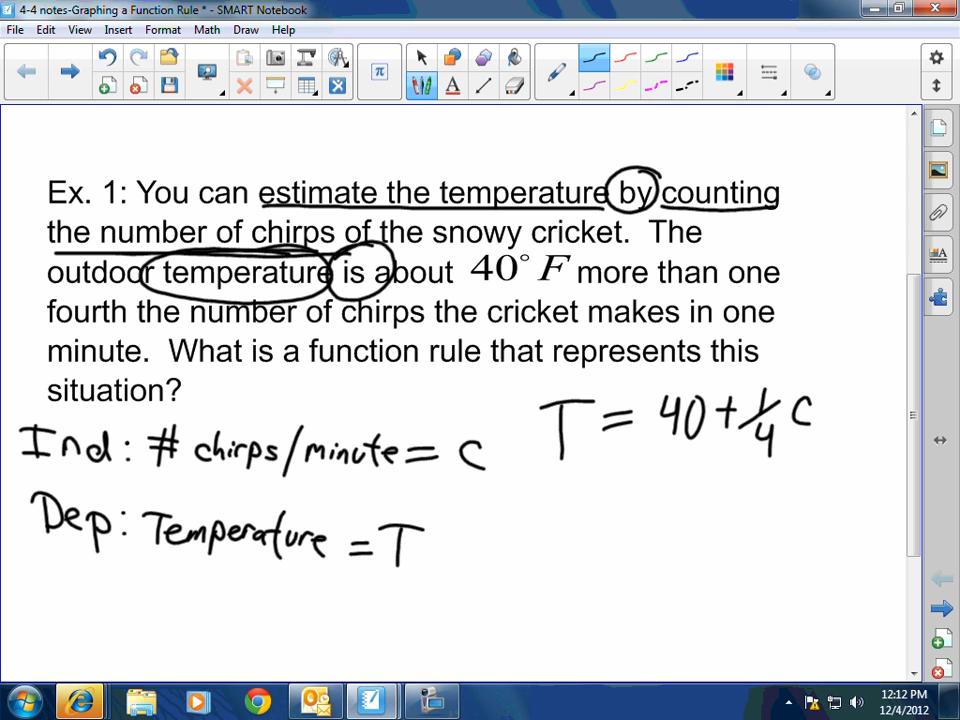 4-4 notes-Graphing a Function Rule * - SMART Notebook
File Edit View Insert Format Math Draw Help
π
A
Ex. 1: You can estimate the temperature by counting
the number of chirps of the snowy cricket. The
outdoor temperature is about 40° F more than one
fourth the number of chirps the cricket makes in one
minute. What is a function rule that represents this
situation?
T = 40 + 1/4 c
Ind: # chirps/minute = c
Dep: Temperature = T
12:12 PM
12/4/2012